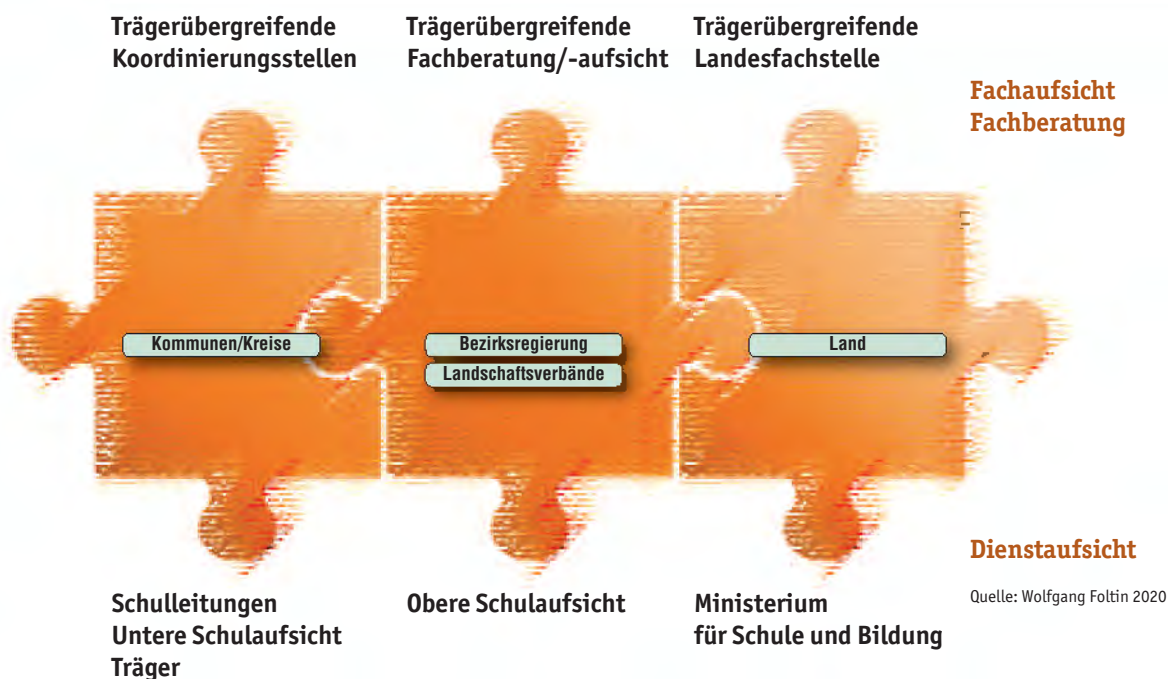 Trägerübergreifende
Koordinierungsstellen
Trägerübergreifende
Fachberatung/-aufsicht
Trägerübergreifende
Landesfachstelle
Fachaufsicht
Fachberatung
Kommunen/Kreise
Bezirksregierung
Landschaftsverbände
Land
Dienstaufsicht
Quelle: Wolfgang Foltin 2020
Schulleitungen
Untere Schulaufsicht
Träger
Obere Schulaufsicht
Ministerium
für Schule und Bildung